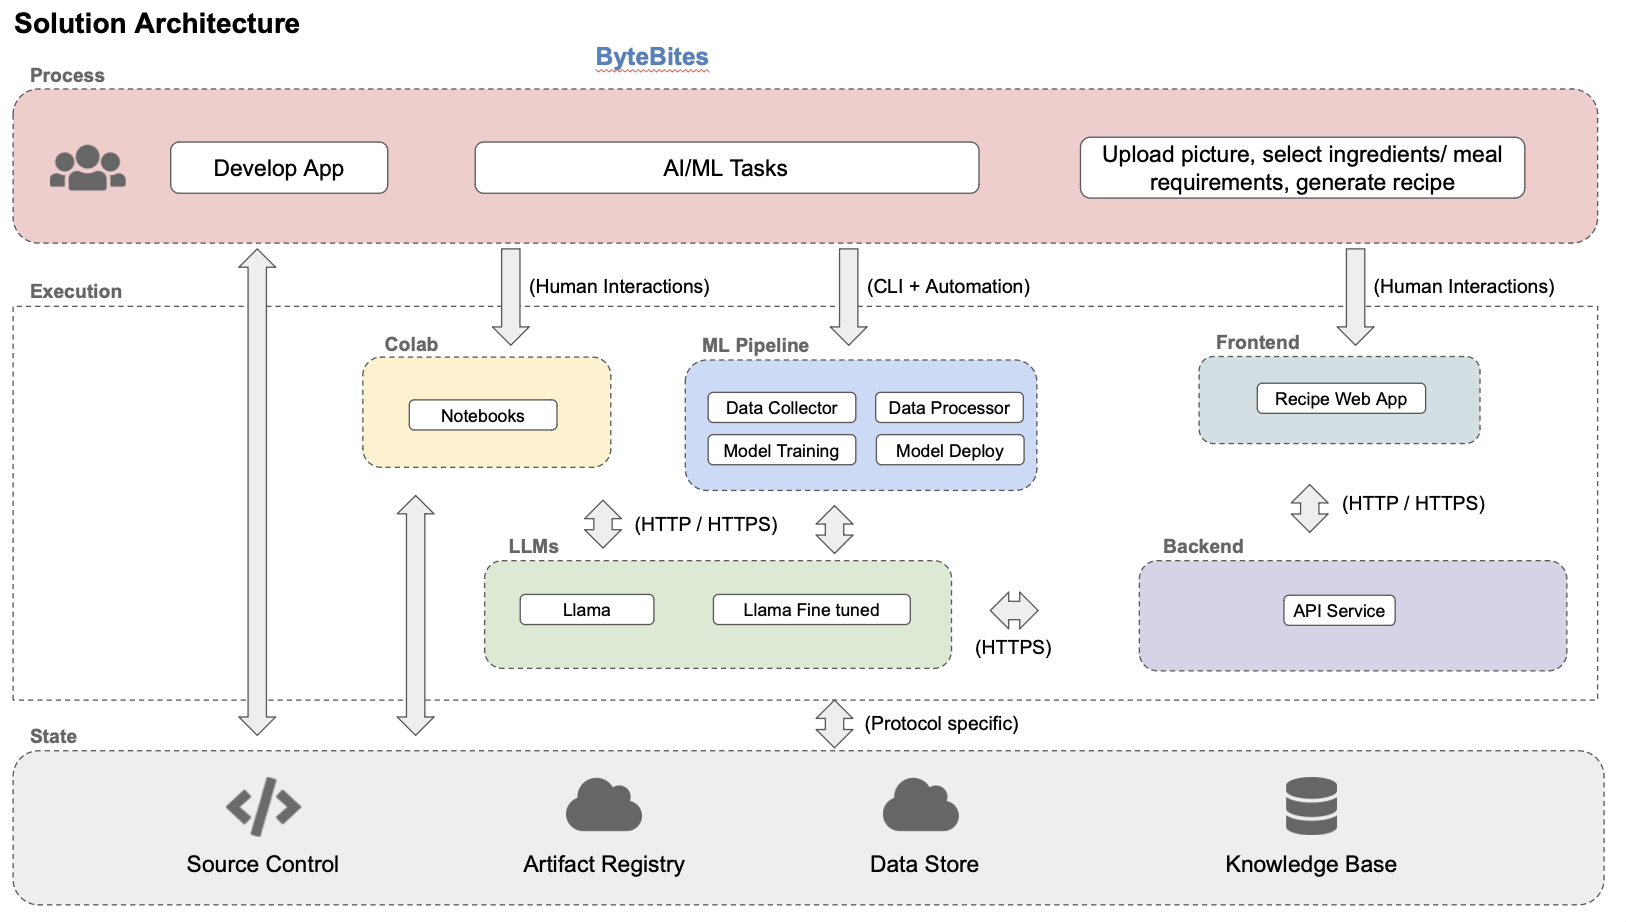 Solution Architecture
ByteBites
Process
Develop App
AI/ML Tasks
Upload picture, select ingredients/ meal
requirements, generate recipe
(Human Interactions)
(CLI + Automation)
(Human Interactions)
Execution
Colab
ML Pipeline
Frontend
Notebooks
Data Collector
Data Processor
Model Training
Model Deploy
Recipe Web App
(HTTP / HTTPS)
(HTTP / HTTPS)
LLMs
Backend
Llama
Llama Fine tuned
(HTTPS)
API Service
(Protocol specific)
State
Source Control
Artifact Registry
Data Store
Knowledge Base